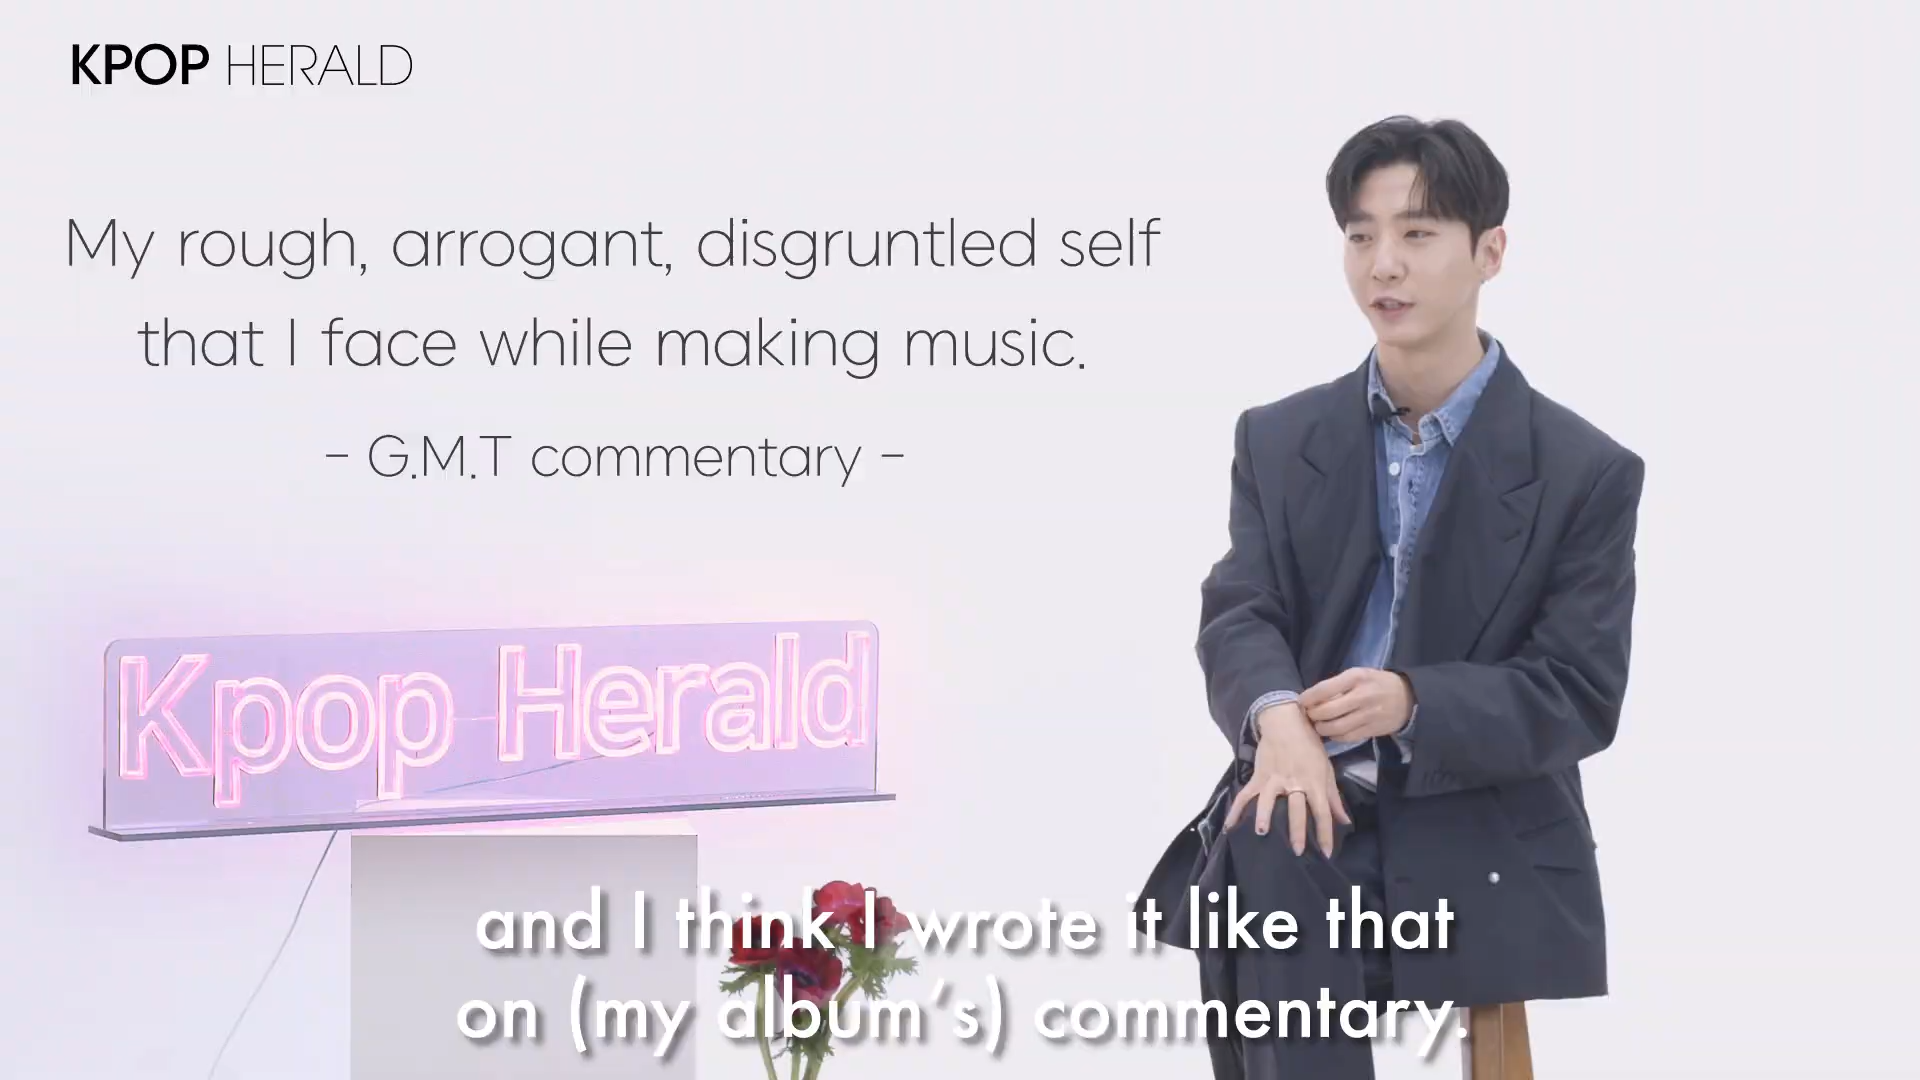 KPOP HERALD
My rough, arrogant, disgruntled self
that I face while making music.
- G.M.T commentary -
Kpop Herald
and I think I wrote it like that
on (my album's) commentary.